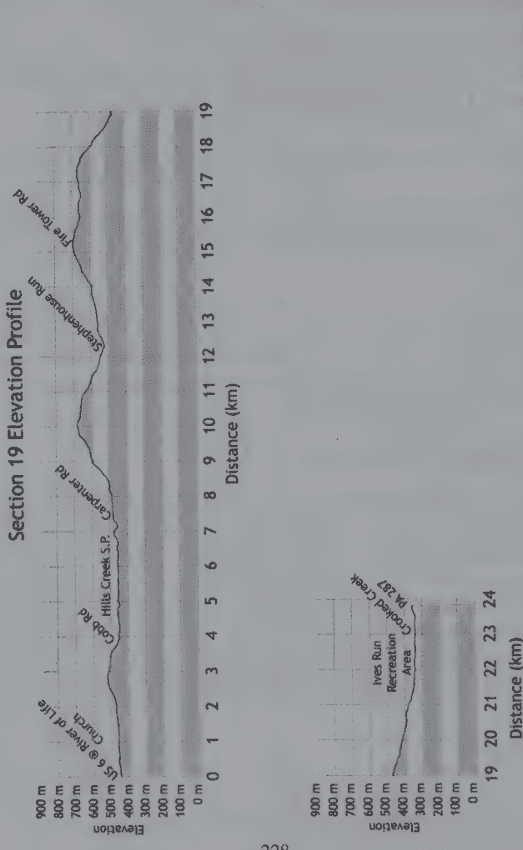 Section 19 Elevation Profile
900 m
800 m
700 m
600 m
500 m
400 m
300 m
200 m
100 m
0 m
Elevation
US 6 @ River of Life
Church
Cobb Rd
Hills Creek S.P.
Carpenter Rd
Stephenhouse Run
Fire Tower Rd
0 1 2 3 4 5 6 7 8 9 10 11 12 13 14 15 16 17 18 19
Distance (km)
900 m
800 m
700 m
600 m
500 m
400 m
300 m
200 m
100 m
0 m
Elevation
Ives Run
Recreation
Area
Crooked Creek
PA 287
19 20 21 22 23 24
Distance (km)